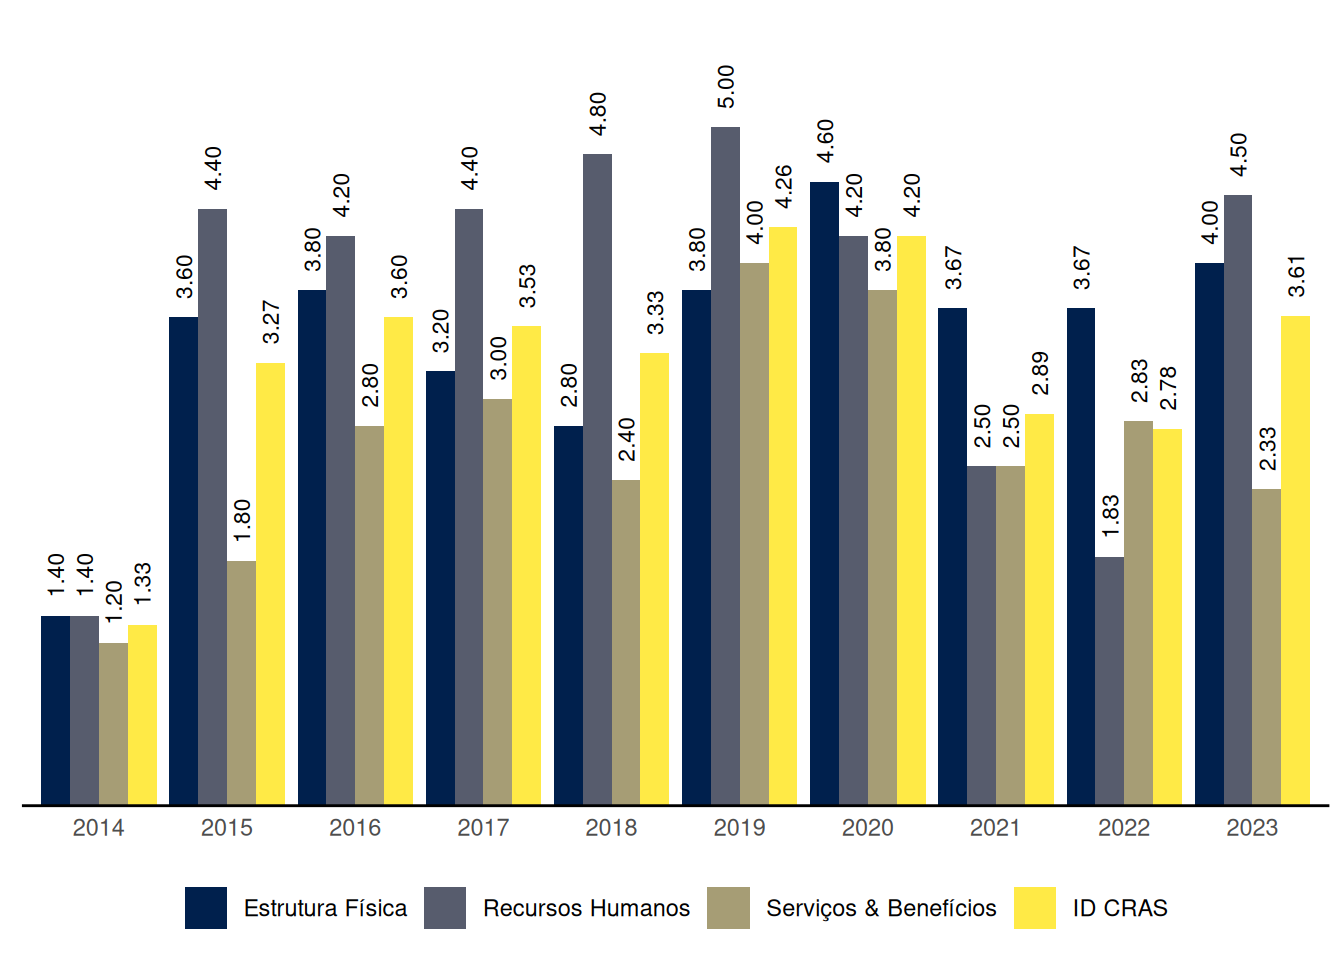 1.40 1.40 1.20 1.33
3.60 4.40 1.80 3.27
3.80 4.20 2.80 3.60
3.20 4.40 3.00 3.53
2.80 4.80 2.40 3.33
3.80 5.00 4.00 4.26
4.60 4.20 3.80 4.20
3.67 2.50 2.50 2.89
3.67 1.83 2.83 2.78
4.00 4.50 2.33 3.61
2014 2015 2016 2017 2018 2019 2020 2021 2022 2023
Estrutura Física Recursos Humanos Serviços & Benefícios ID CRAS